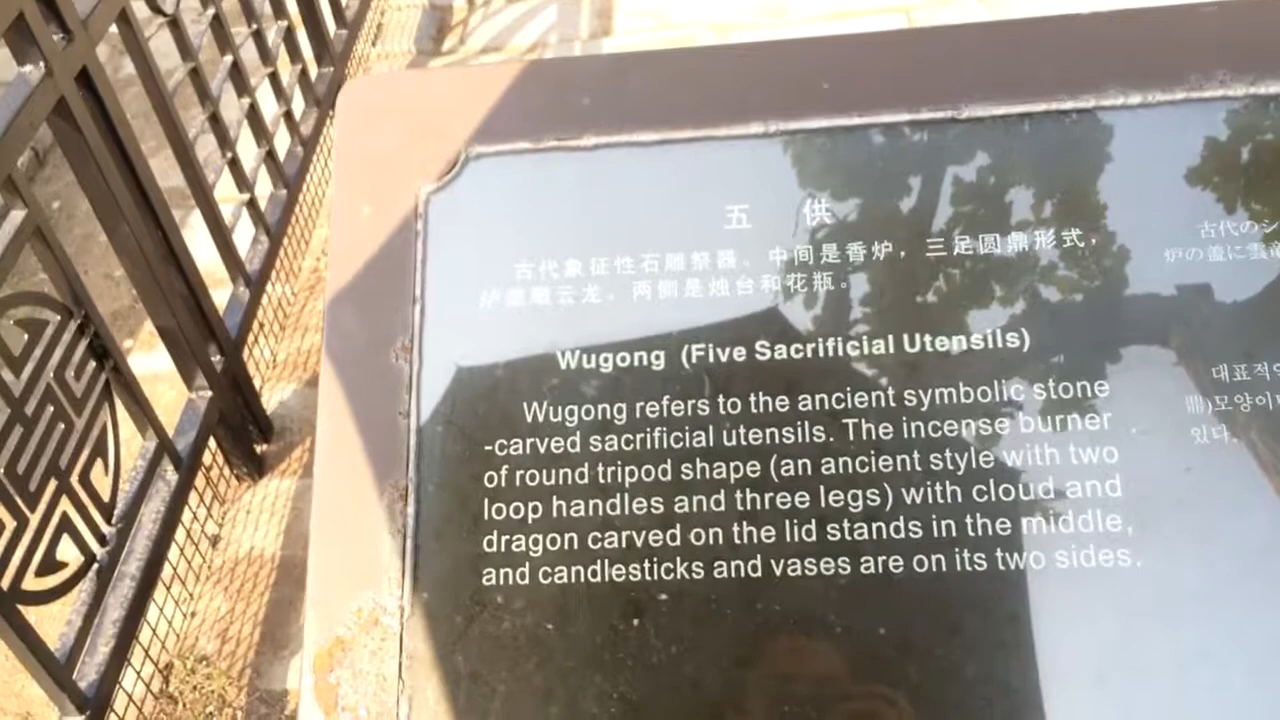 五 供
古代象征性石雕祭器。中间是香炉，三足圆鼎形式，
炉盖雕云龙。两侧是烛台和花瓶。
Wugong (Five Sacrificial Utensils)
Wugong refers to the ancient symbolic stone
-carved sacrificial utensils. The incense burner
of round tripod shape (an ancient style with two
loop handles and three legs) with cloud and
dragon carved on the lid stands in the middle,
and candlesticks and vases are on its two sides.
古代のシ
炉の蓋に雲
대표적인
鼎)모양이
있다.